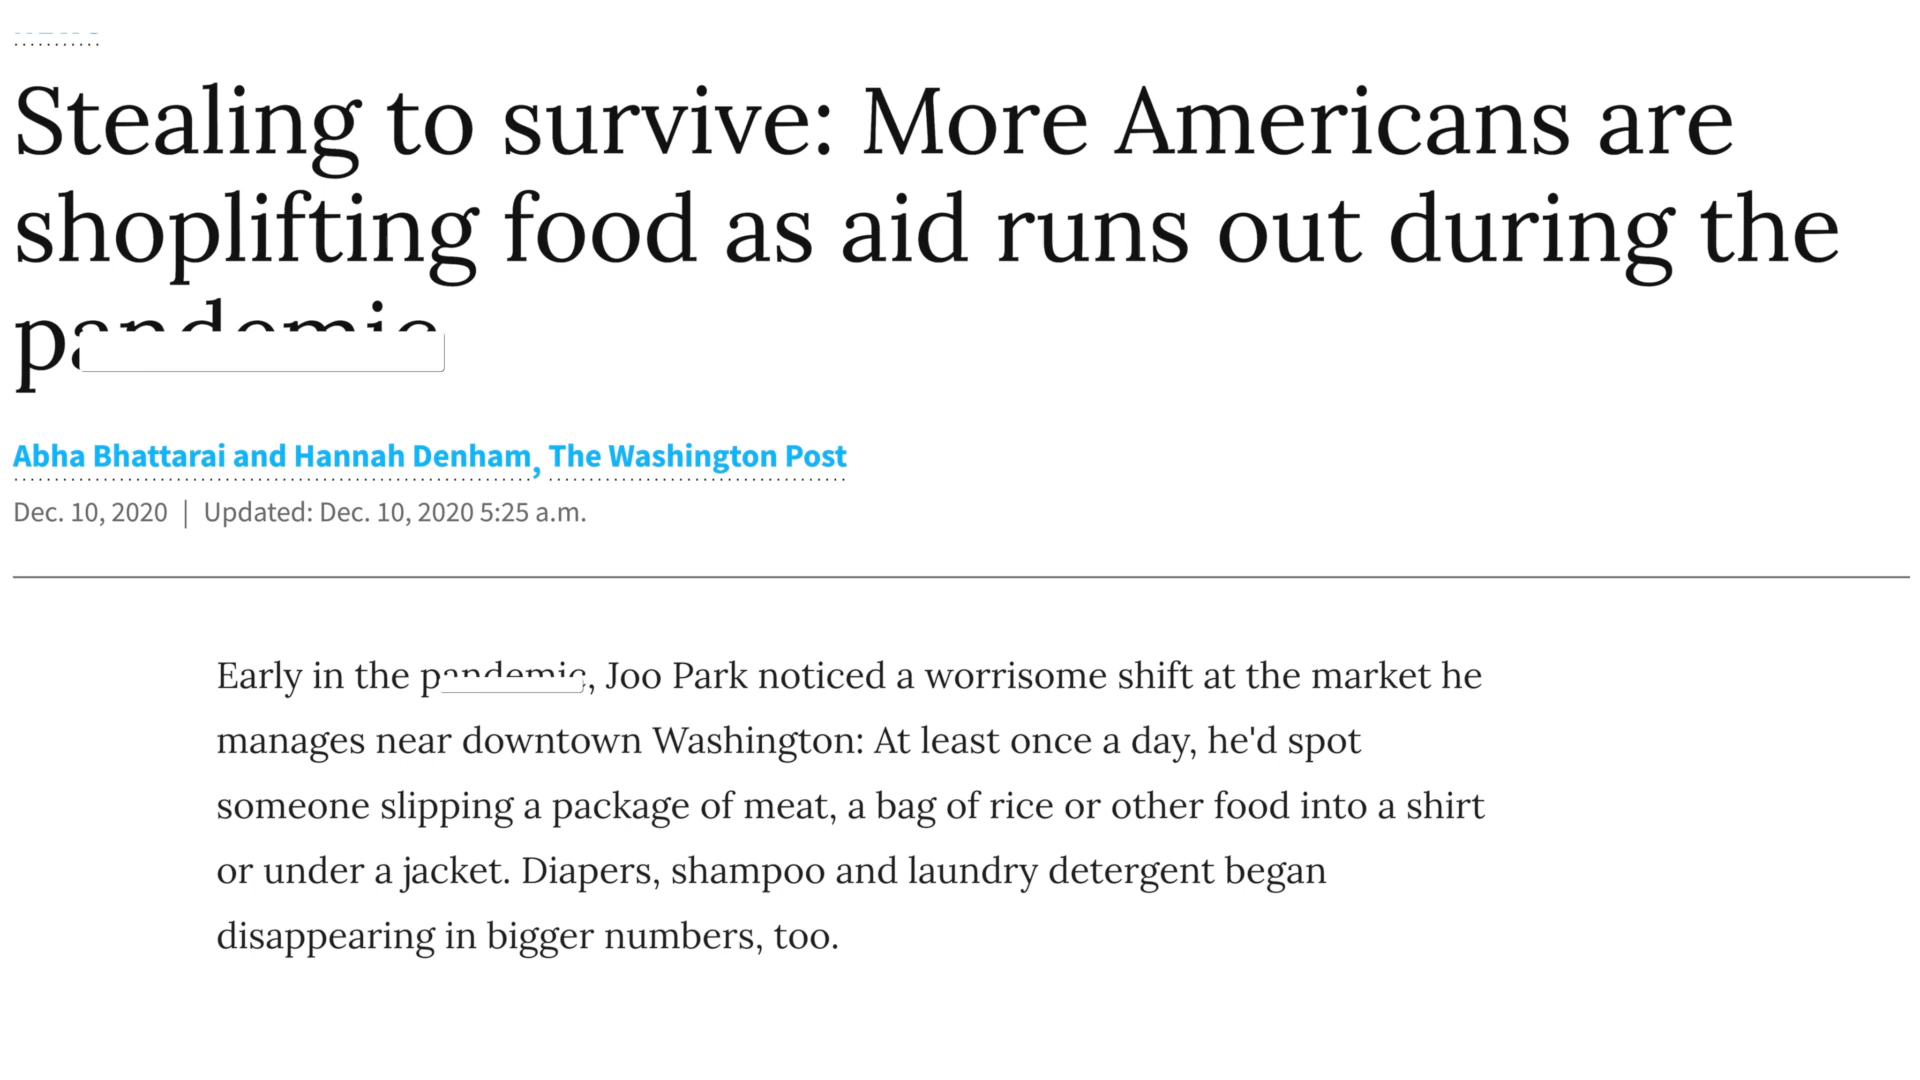 Stealing to survive: More Americans are
shoplifting food as aid runs out during the
pandemic
Abha Bhattarai and Hannah Denham, The Washington Post
Dec. 10, 2020 | Updated: Dec. 10, 2020 5:25 a.m.
Early in the pandemic, Joo Park noticed a worrisome shift at the market he
manages near downtown Washington: At least once a day, he'd spot
someone slipping a package of meat, a bag of rice or other food into a shirt
or under a jacket. Diapers, shampoo and laundry detergent began
disappearing in bigger numbers, too.